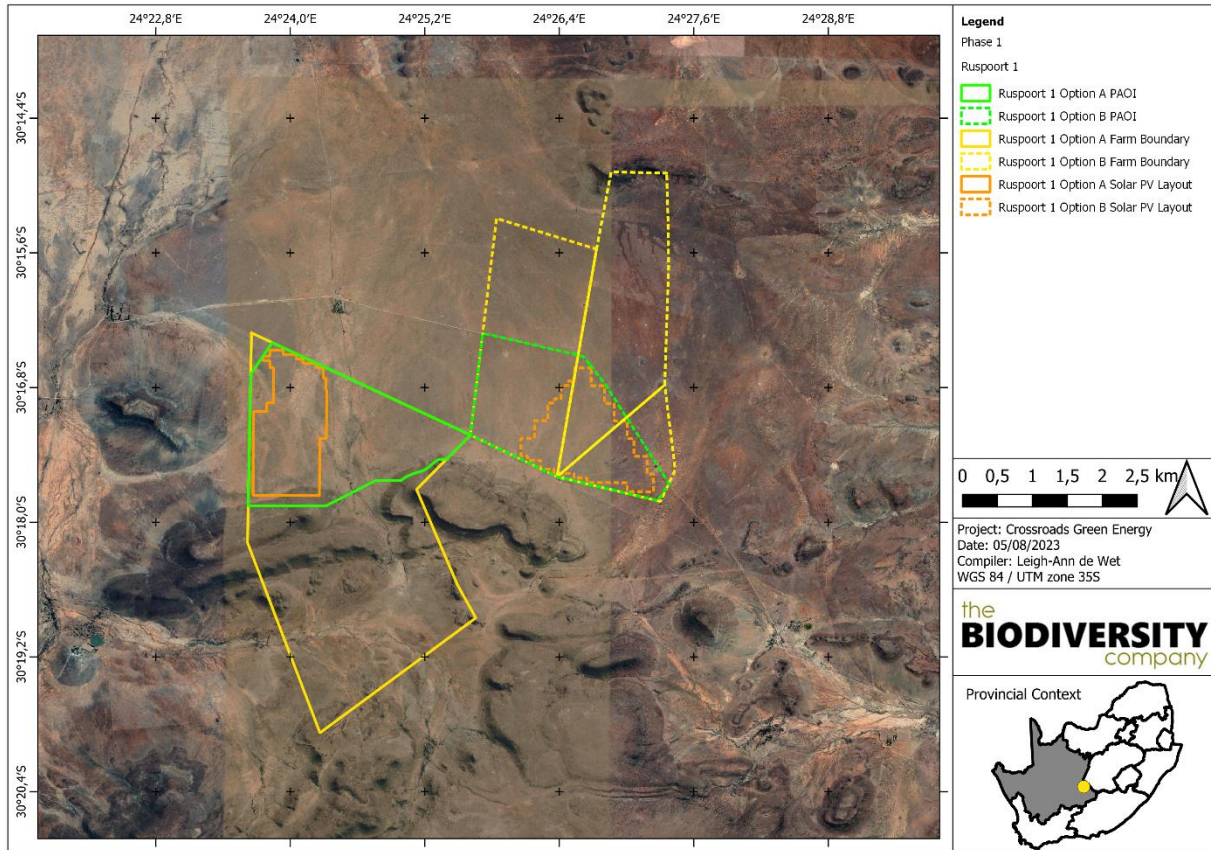 24°22,8'E 24°24,0'E 24°25,2'E 24°26,4'E 24°27,6'E 24°28,8'E
30°14,4'S
30°15,6'S
30°16,8'S
30°18,0'S
30°19,2'S
30°20,4'S
Legend
Phase 1
Ruspoort 1
Ruspoort 1 Option A PAOI
Ruspoort 1 Option B PAOI
Ruspoort 1 Option A Farm Boundary
Ruspoort 1 Option B Farm Boundary
Ruspoort 1 Option A Solar PV Layout
Ruspoort 1 Option B Solar PV Layout
0 0,5 1 1,5 2 2,5 km
Project: Crossroads Green Energy
Date: 05/08/2023
Compiler: Leigh-Ann de Wet
WGS 84 / UTM zone 35S
the
BIODIVERSITY
company
Provincial Context